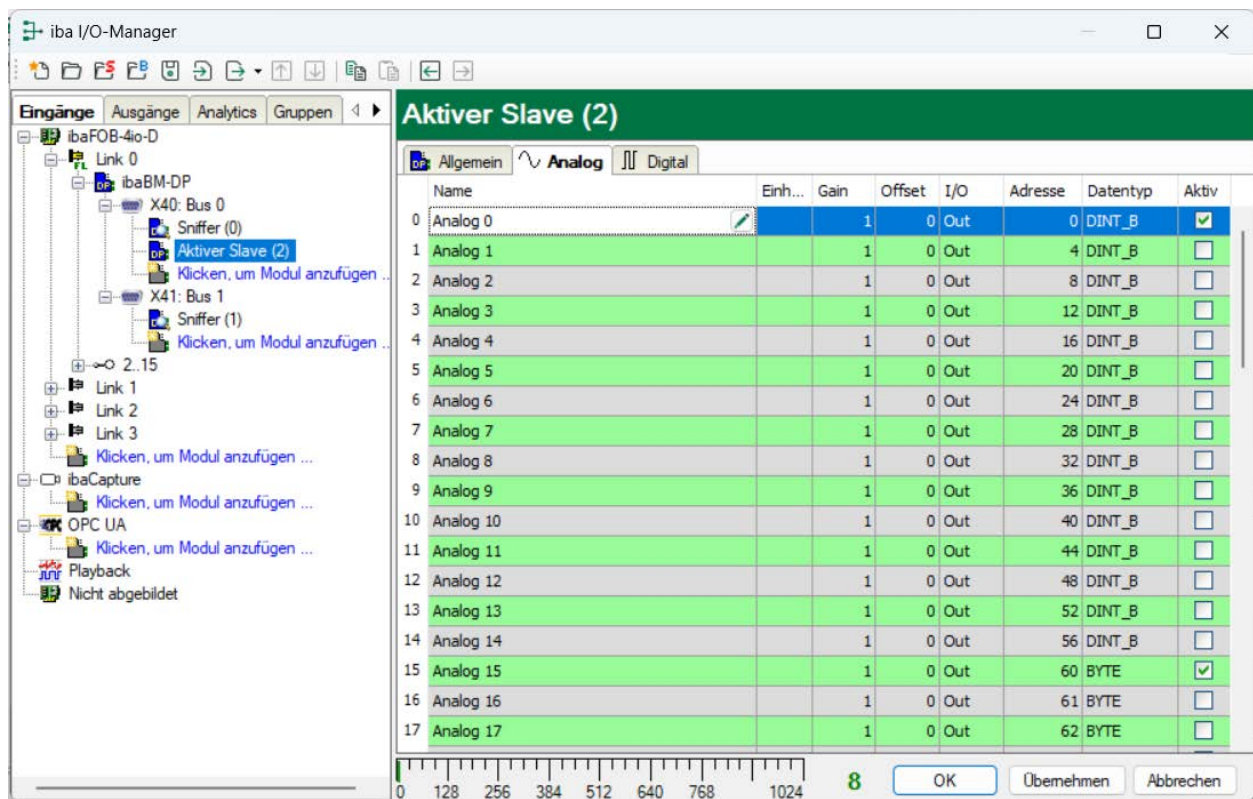 iba I/O-Manager
Eingänge Ausgänge Analytics Gruppen
ibaFOB-4io-D
Link 0
ibaBM-DP
X40: Bus 0
Sniffer (0)
Aktiver Slave (2)
Klicken, um Modul anzufügen ..
X41: Bus 1
Sniffer (1)
Klicken, um Modul anzufügen ..
2..15
Link 1
Link 2
Link 3
Klicken, um Modul anzufügen ...
ibaCapture
Klicken, um Modul anzufügen ...
OPC UA
Klicken, um Modul anzufügen ...
Playback
Nicht abgebildet
Aktiver Slave (2)
Allgemein Analog Digital
Name Einh... Gain Offset I/O Adresse Datentyp Aktiv
0 Analog 0 1 0 Out 0 DINT_B
1 Analog 1 1 0 Out 4 DINT_B
2 Analog 2 1 0 Out 8 DINT_B
3 Analog 3 1 0 Out 12 DINT_B
4 Analog 4 1 0 Out 16 DINT_B
5 Analog 5 1 0 Out 20 DINT_B
6 Analog 6 1 0 Out 24 DINT_B
7 Analog 7 1 0 Out 28 DINT_B
8 Analog 8 1 0 Out 32 DINT_B
9 Analog 9 1 0 Out 36 DINT_B
10 Analog 10 1 0 Out 40 DINT_B
11 Analog 11 1 0 Out 44 DINT_B
12 Analog 12 1 0 Out 48 DINT_B
13 Analog 13 1 0 Out 52 DINT_B
14 Analog 14 1 0 Out 56 DINT_B
15 Analog 15 1 0 Out 60 BYTE
16 Analog 16 1 0 Out 61 BYTE
17 Analog 17 1 0 Out 62 BYTE
0 128 256 384 512 640 768 1024 8 OK Übernehmen Abbrechen